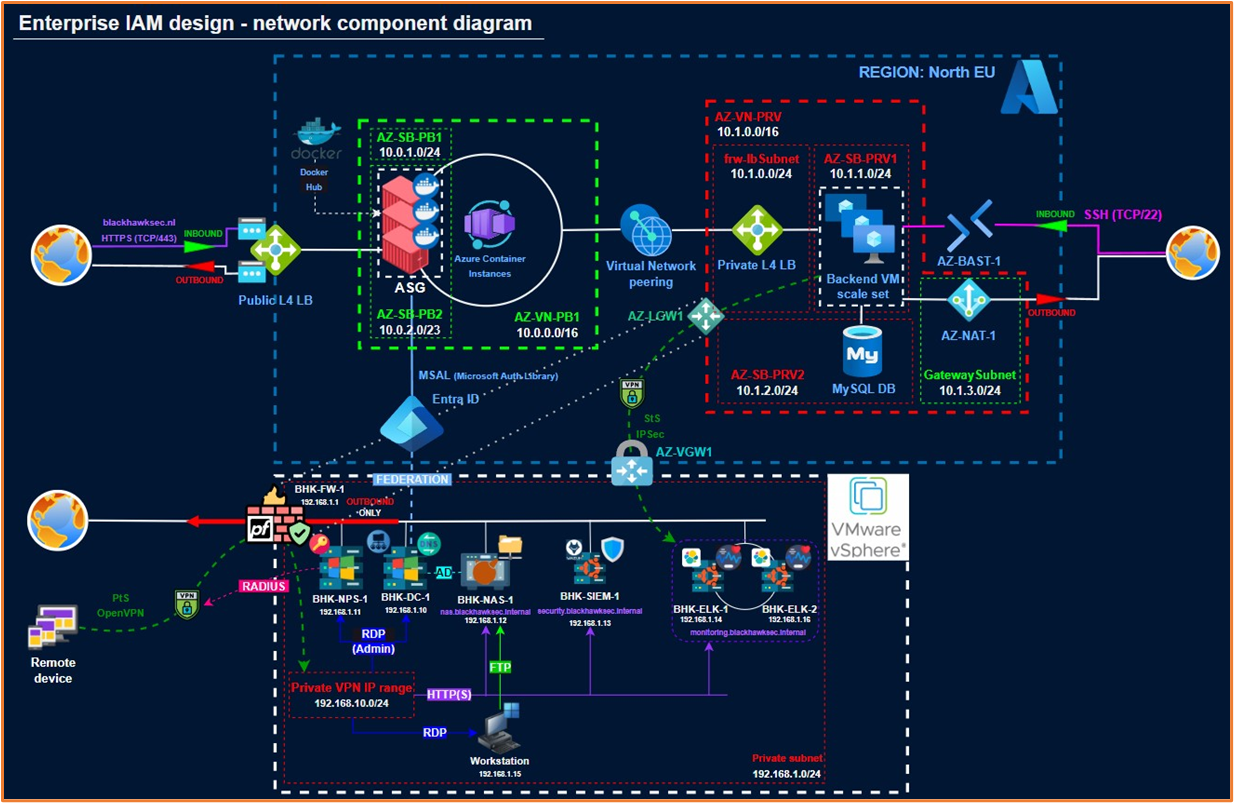 Enterprise IAM design - network component diagram
REGION: North EU
docker
Docker
Hub
AZ-SB-PB1
10.0.1.0/24
AZ-VN-PRV
10.1.0.0/16
frw-lbSubnet
10.1.0.0/24
AZ-SB-PRV1
10.1.1.0/24
blackhawksec.nl
HTTPS (TCP/443)
INBOUND
OUTBOUND
Public L4 LB
Azure Container
Instances
ASG
AZ-SB-PB2
10.0.2.0/23
AZ-VN-PB1
10.0.0.0/16
Virtual Network
peering
Private L4 LB
Backend VM
scale set
AZ-BAST-1
INBOUND
SSH (TCP/22)
OUTBOUND
AZ-NAT-1
AZ-LGW1
My
MySQL DB
AZ-SB-PRV2
10.1.2.0/24
GatewaySubnet
10.1.3.0/24
MSAL (Microsoft Auth Library)
Entra ID
VPN
StS
IPSec
AZ-VGW1
FEDERATION
BHK-FW-1
192.168.1.1
OUTBOUND
ONLY
pf
VMware
vSphere®
RADIUS
VPN
PtS
OpenVPN
Remote
device
BHK-NPS-1
192.168.1.11
DNS
BHK-DC-1
192.168.1.10
AD
BHK-NAS-1
nas.blackhawksec.internal
192.168.1.12
BHK-SIEM-1
security.blackhawksec.internal
192.168.1.13
BHK-ELK-1
192.168.1.14
BHK-ELK-2
192.168.1.16
monitoring.blackhawksec.internal
RDP
(Admin)
FTP
Private VPN IP range
192.168.10.0/24
HTTP(S)
RDP
Workstation
192.168.1.15
Private subnet
192.168.1.0/24